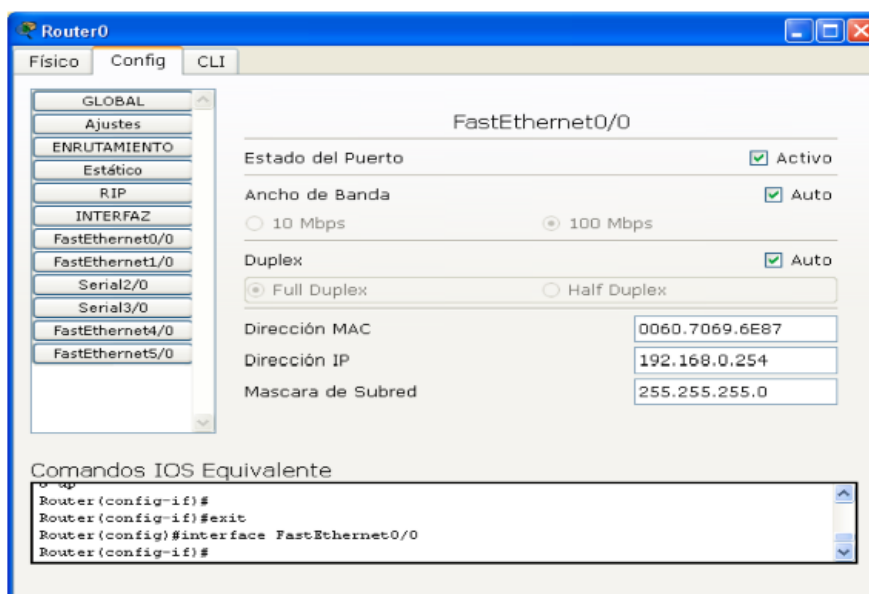 Router0
Físico Config CLI
GLOBAL
Ajustes
ENRUTAMIENTO
Estático
RIP
INTERFAZ
FastEthernet0/0
FastEthernet1/0
Serial2/0
Serial3/0
FastEthernet4/0
FastEthernet5/0
FastEthernet0/0
Estado del Puerto Activo
Ancho de Banda Auto
10 Mbps 100 Mbps
Duplex Auto
Full Duplex Half Duplex
Dirección MAC 0060.7069.6E87
Dirección IP 192.168.0.254
Mascara de Subred 255.255.255.0
Comandos IOS Equivalente
Router(config-if)#
Router(config-if)#exit
Router(config)#interface FastEthernet0/0
Router(config-if)#